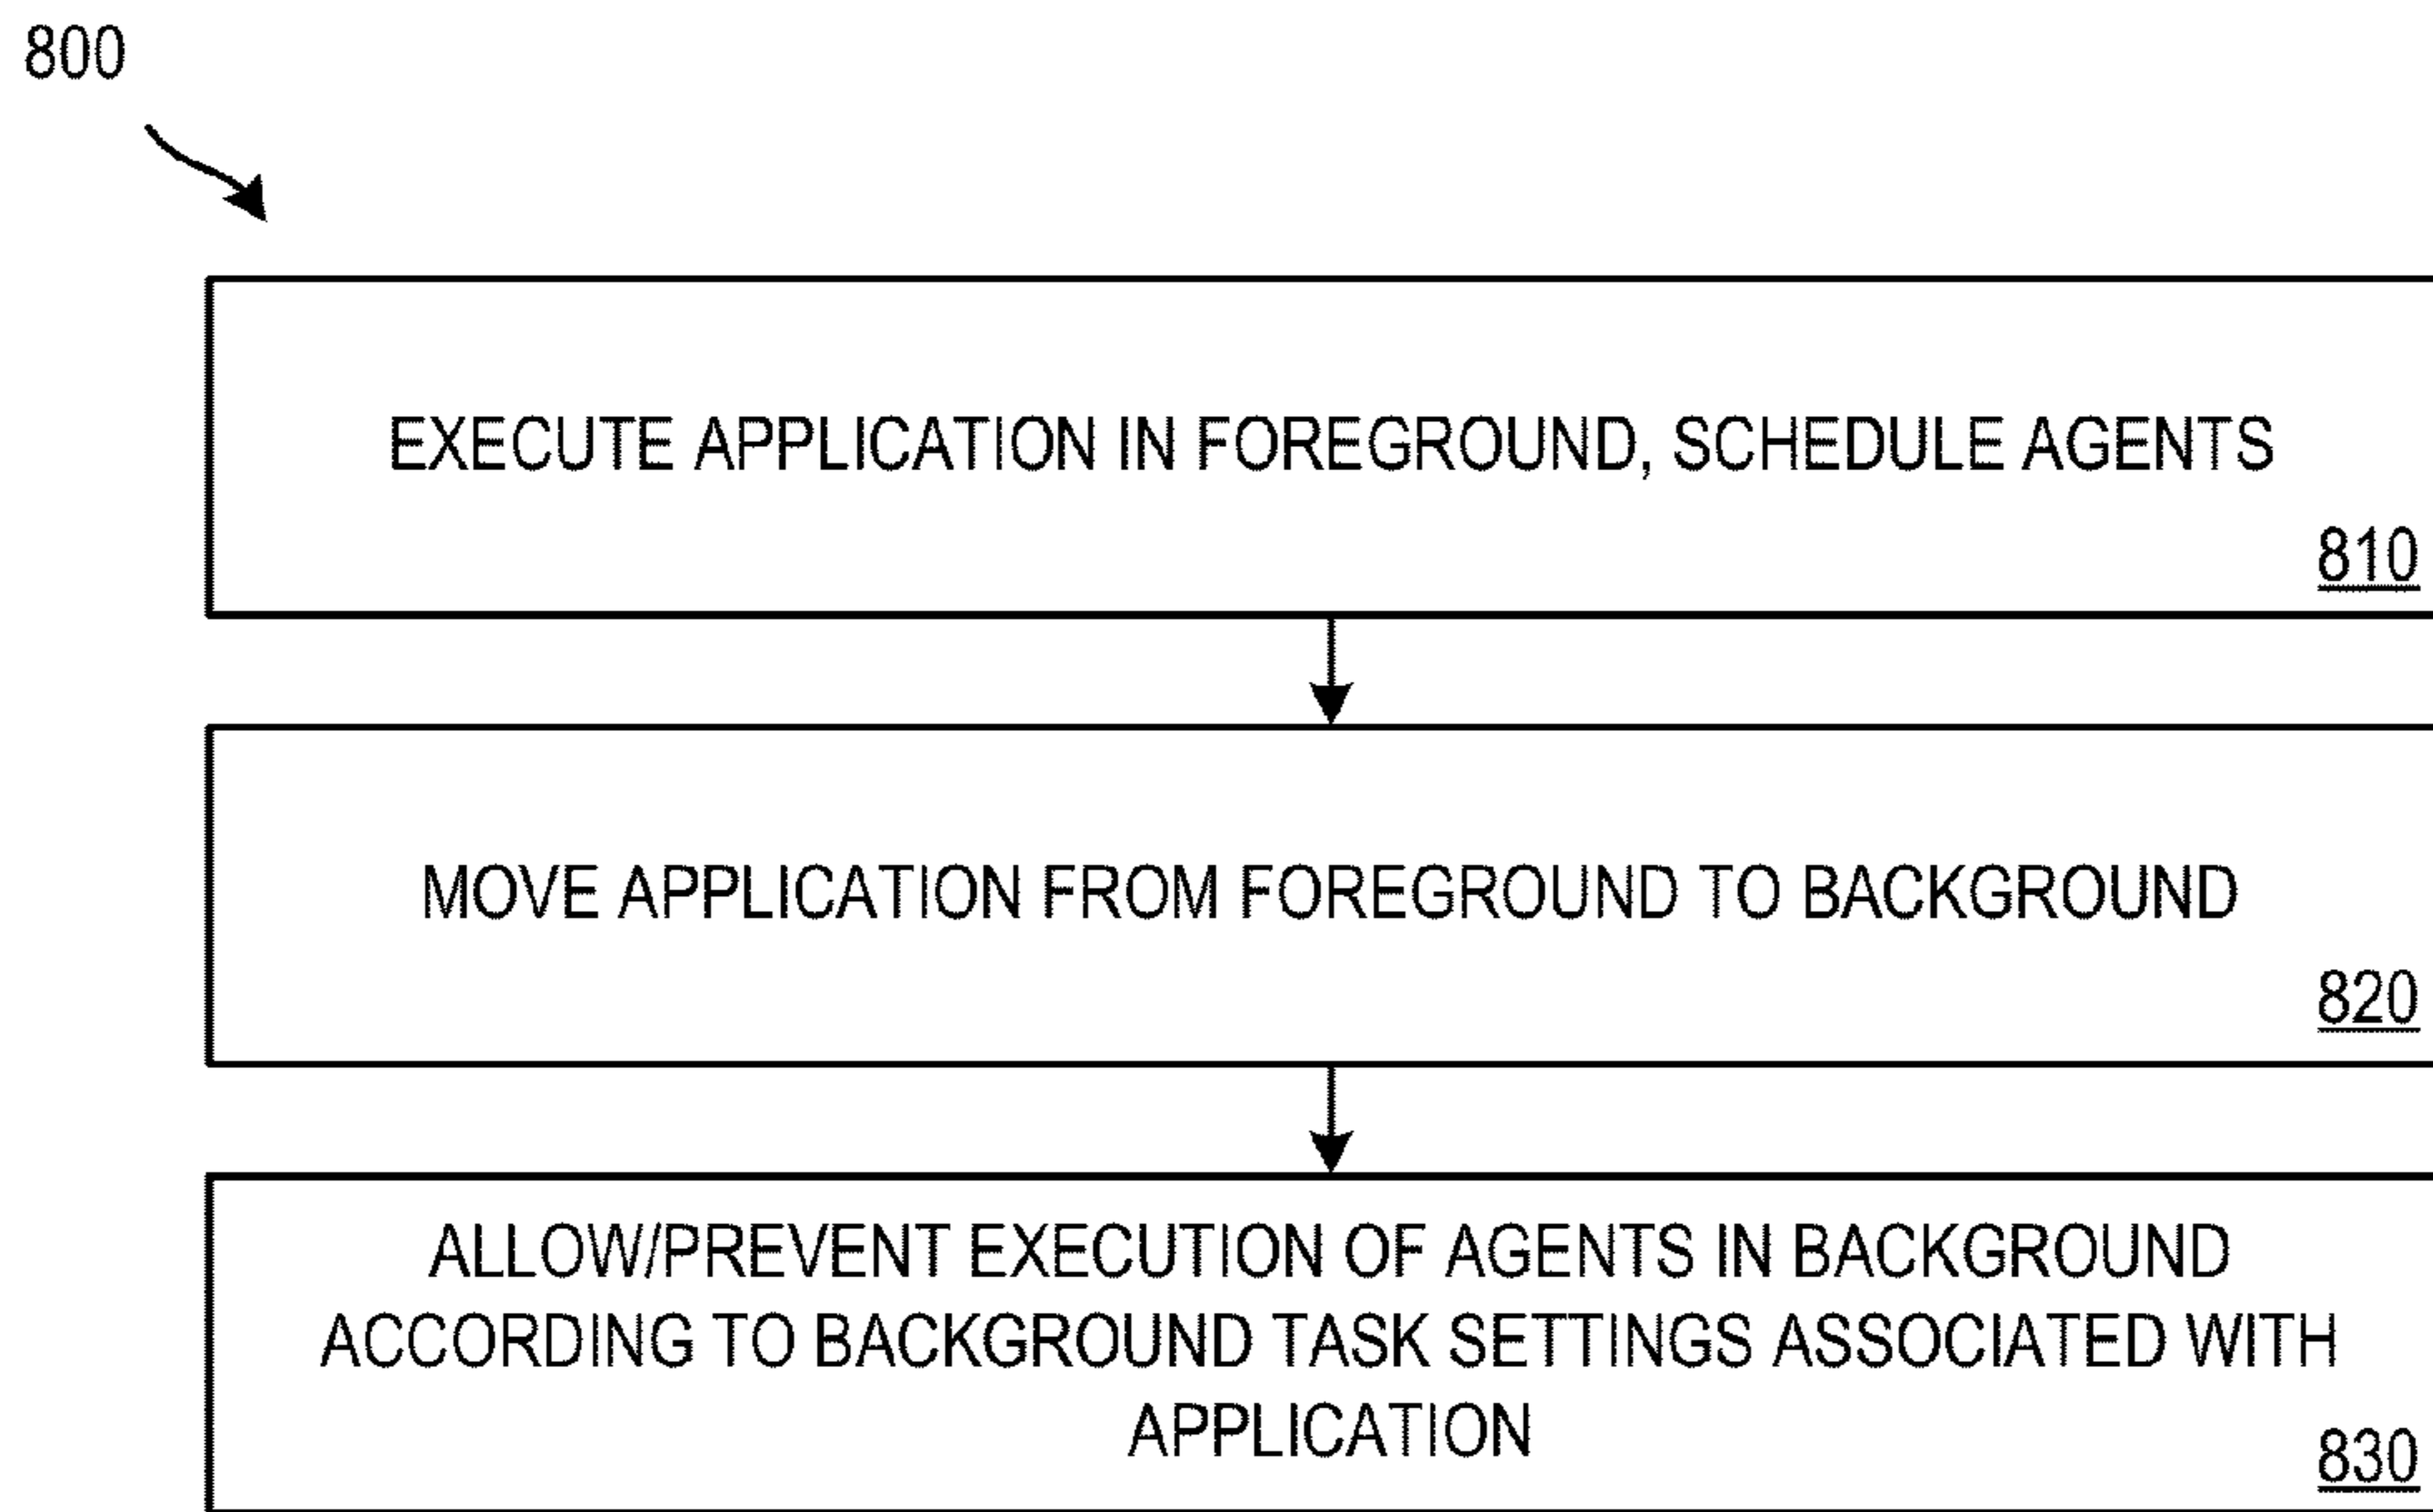 800
EXECUTE APPLICATION IN FOREGROUND, SCHEDULE AGENTS
810
MOVE APPLICATION FROM FOREGROUND TO BACKGROUND
820
ALLOW/PREVENT EXECUTION OF AGENTS IN BACKGROUND
ACCORDING TO BACKGROUND TASK SETTINGS ASSOCIATED WITH
APPLICATION
830